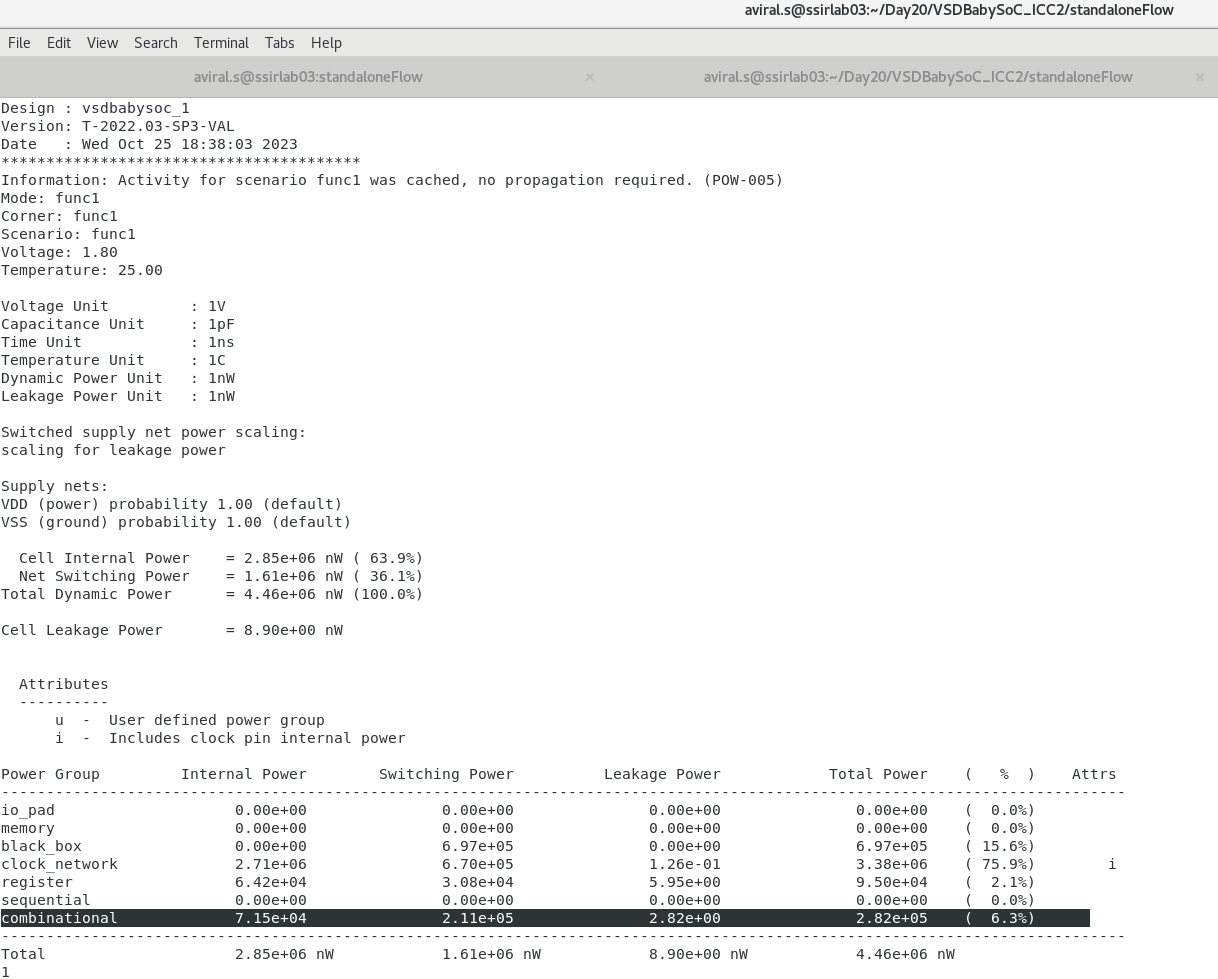 aviral.s@ssirlab03:~/Day20/VSDBabySoC_ICC2/standaloneFlow
File Edit View Search Terminal Tabs Help
aviral.s@ssirlab03:standaloneFlow × aviral.s@ssirlab03:~/Day20/VSDBabySoC_ICC2/standaloneFlow ×
Design : vsdbabysoc_1
Version: T-2022.03-SP3-VAL
Date   : Wed Oct 25 18:38:03 2023
****************************************
Information: Activity for scenario func1 was cached, no propagation required. (POW-005)
Mode: func1
Corner: func1
Scenario: func1
Voltage: 1.80
Temperature: 25.00
Voltage Unit         : 1V
Capacitance Unit     : 1pF
Time Unit            : 1ns
Temperature Unit     : 1C
Dynamic Power Unit   : 1nW
Leakage Power Unit   : 1nW
Switched supply net power scaling:
scaling for leakage power
Supply nets:
VDD (power) probability 1.00 (default)
VSS (ground) probability 1.00 (default)
  Cell Internal Power    = 2.85e+06 nW ( 63.9%)
  Net Switching Power    = 1.61e+06 nW ( 36.1%)
Total Dynamic Power      = 4.46e+06 nW (100.0%)
Cell Leakage Power       = 8.90e+00 nW
  Attributes
  ----------
      u  -  User defined power group
      i  -  Includes clock pin internal power
Power Group         Internal Power        Switching Power          Leakage Power            Total Power    (   %  )    Attrs
-----------------------------------------------------------------------------------------------------------------------------
io_pad                    0.00e+00               0.00e+00               0.00e+00               0.00e+00    (  0.0%)
memory                    0.00e+00               0.00e+00               0.00e+00               0.00e+00    (  0.0%)
black_box                 0.00e+00               6.97e+05               0.00e+00               6.97e+05    ( 15.6%)
clock_network             2.71e+06               6.70e+05               1.26e-01               3.38e+06    ( 75.9%)        i
register                  6.42e+04               3.08e+04               5.95e+00               9.50e+04    (  2.1%)
sequential                0.00e+00               0.00e+00               0.00e+00               0.00e+00    (  0.0%)
combinational             7.15e+04               2.11e+05               2.82e+00               2.82e+05    (  6.3%)
-----------------------------------------------------------------------------------------------------------------------------
Total                     2.85e+06 nW            1.61e+06 nW            8.90e+00 nW            4.46e+06 nW
1